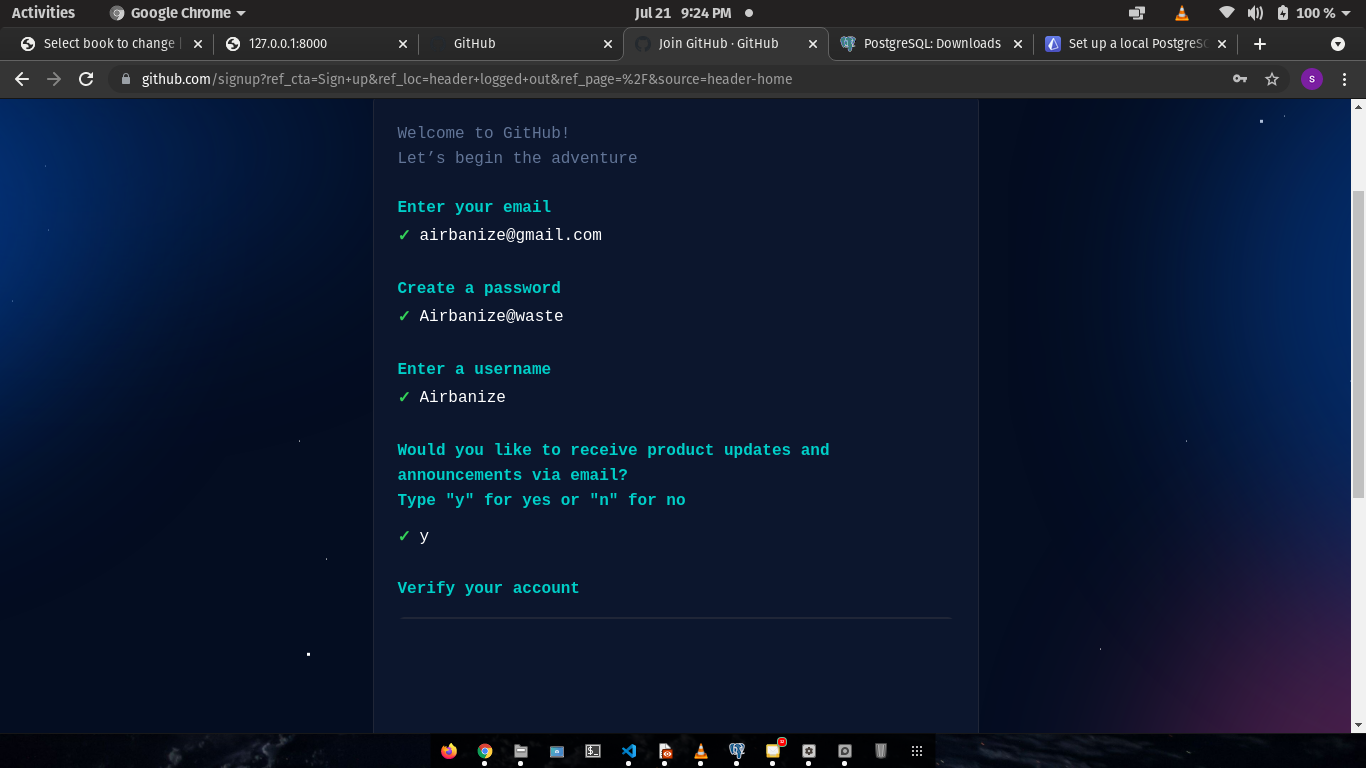 Activities
Google Chrome
Jul 21 9:24 PM
100 %
Select book to change
127.0.0.1:8000
GitHub
Join GitHub · GitHub
PostgreSQL: Downloads
Set up a local PostgreSQ
github.com/signup?ref_cta=Sign+up&ref_loc=header+logged+out&ref_page=%2F&source=header-home
S
Welcome to GitHub!
Let’s begin the adventure
Enter your email
✓ airbanize@gmail.com
Create a password
✓ Airbanize@waste
Enter a username
✓ Airbanize
Would you like to receive product updates and
announcements via email?
Type "y" for yes or "n" for no
✓ y
Verify your account